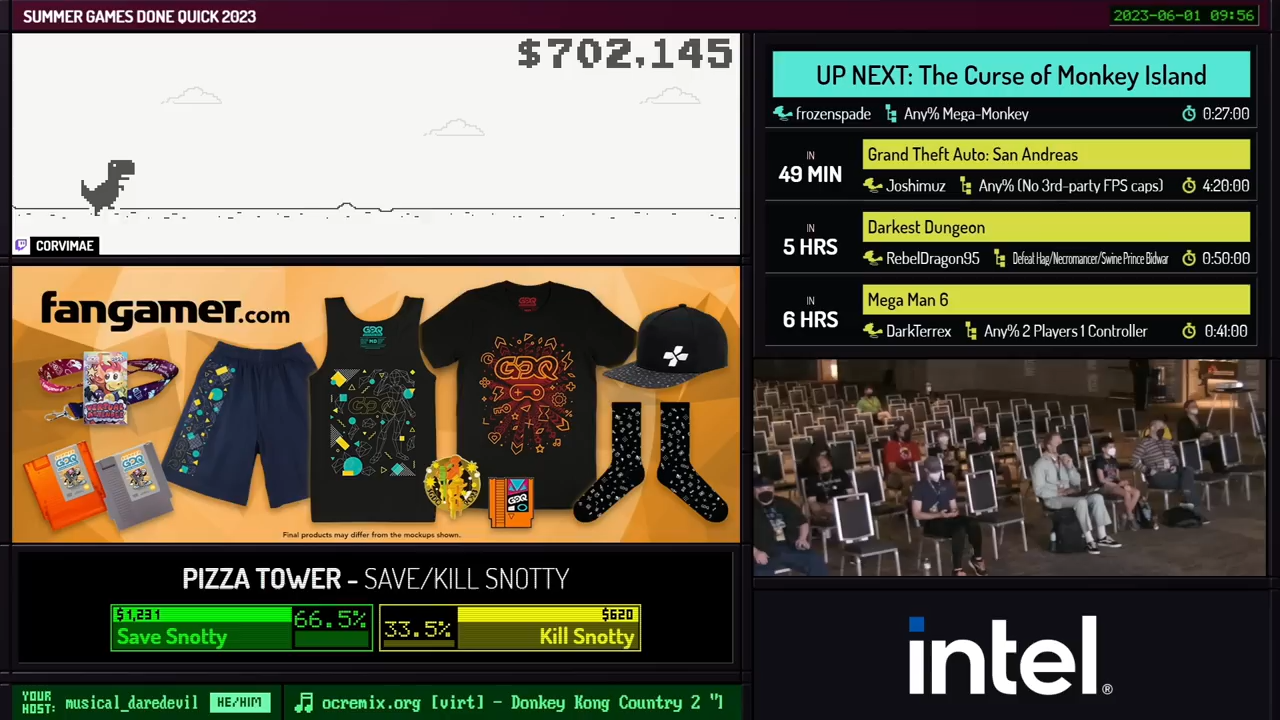 SUMMER GAMES DONE QUICK 2023
2023-06-01 09:56
$702,145
CORVIMAE
UP NEXT: The Curse of Monkey Island
frozenspade Any% Mega-Monkey 0:27:00
IN
49 MIN
Grand Theft Auto: San Andreas
Joshimuz Any% (No 3rd-party FPS caps) 4:20:00
IN
5 HRS
Darkest Dungeon
RebelDragon95 Defeat Hag/Necromancer/Swine Prince Bidwar 0:50:00
IN
6 HRS
Mega Man 6
DarkTerrex Any% 2 Players 1 Controller 0:41:00
fangamer.com
GDQ
GDQ
GDQ
Final products may differ from the mockups shown.
PIZZA TOWER – SAVE/KILL SNOTTY
$1,231
66.5%
Save Snotty
$620
33.5%
Kill Snotty
intel®
YOUR HOST: musical_daredevil HE/HIM
ocremix.org [virt] - Donkey Kong Country 2 "]